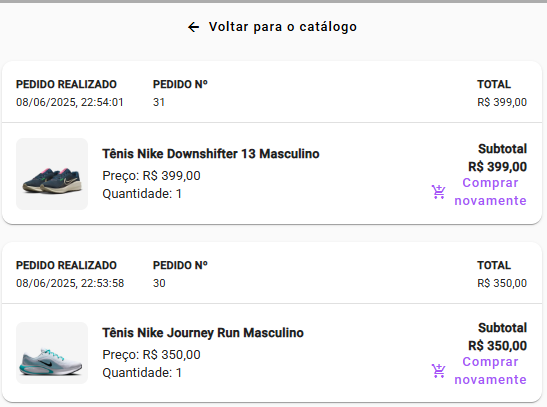 Voltar para o catálogo
PEDIDO REALIZADO PEDIDO Nº TOTAL
08/06/2025, 22:54:01 31 R$ 399,00
Tênis Nike Downshifter 13 Masculino
Preço: R$ 399,00
Quantidade: 1
Subtotal
R$ 399,00
Comprar
novamente
PEDIDO REALIZADO PEDIDO Nº TOTAL
08/06/2025, 22:53:58 30 R$ 350,00
Tênis Nike Journey Run Masculino
Preço: R$ 350,00
Quantidade: 1
Subtotal
R$ 350,00
Comprar
novamente